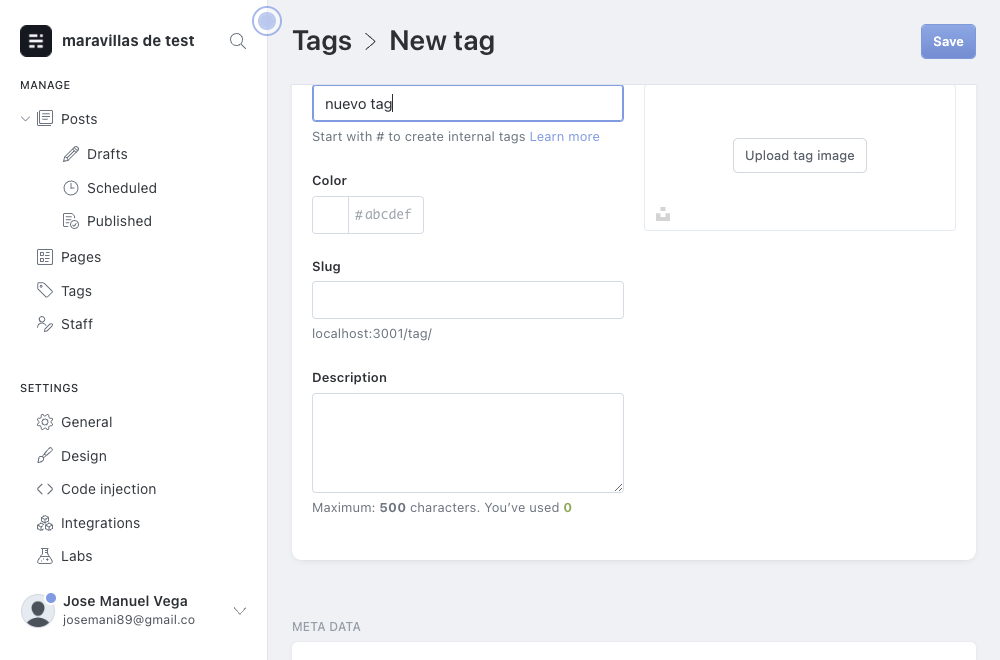 maravillas de test
Tags > New tag
Save
MANAGE
Posts
Drafts
Scheduled
Published
Pages
Tags
Staff
SETTINGS
General
Design
Code injection
Integrations
Labs
Jose Manuel Vega
josemani89@gmail.co
nuevo tag
Start with # to create internal tags Learn more
Color
#abcdef
Slug
localhost:3001/tag/
Description
Maximum: 500 characters. You’ve used 0
Upload tag image
META DATA